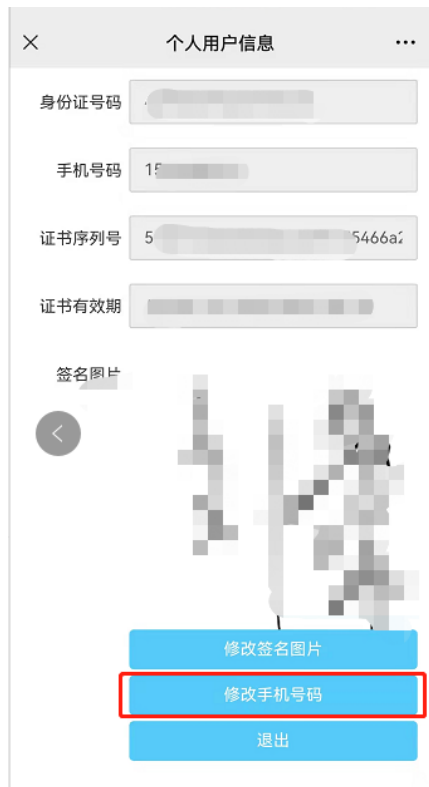 个人用户信息
身份证号码
手机号码 15
证书序列号 5 5466a2
证书有效期
签名图片
修改签名图片
修改手机号码
退出